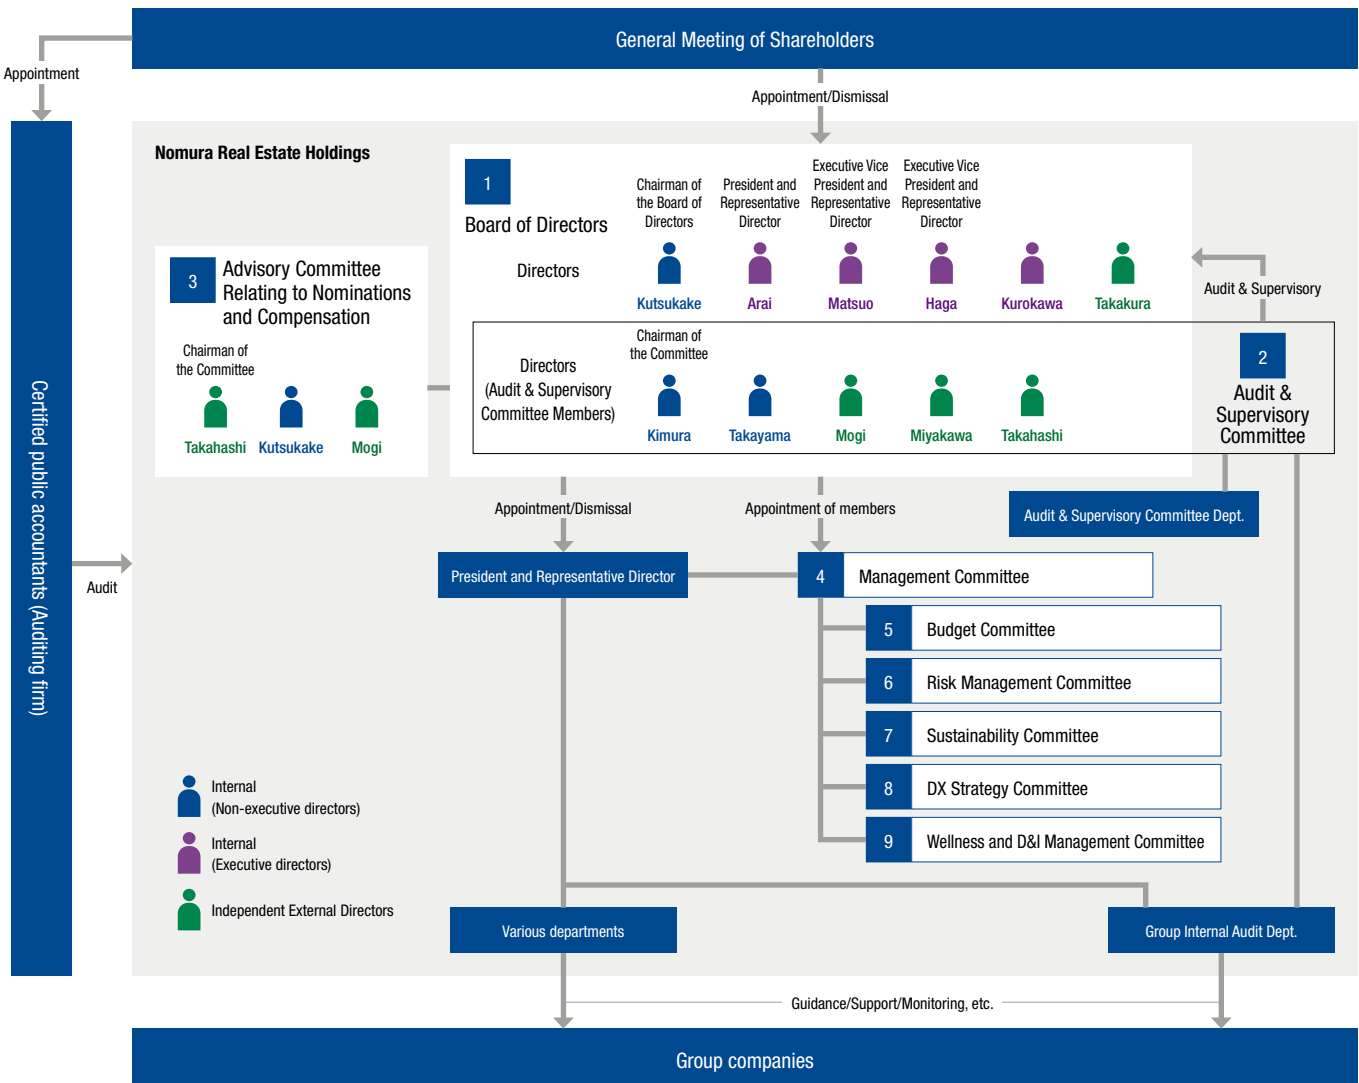 General Meeting of Shareholders
Appointment
Appointment/Dismissal
Certified public accountants (Auditing firm)
Audit
Nomura Real Estate Holdings
1
Board of Directors
Directors
Chairman of
the Board of
Directors
Kutsukake
President and
Representative
Director
Arai
Executive Vice
President and
Representative
Director
Matsuo
Executive Vice
President and
Representative
Director
Haga
Kurokawa
Takakura
Directors
(Audit & Supervisory
Committee Members)
Chairman of
the Committee
Kimura
Takayama
Mogi
Miyakawa
Takahashi
Audit & Supervisory
2
Audit &
Supervisory
Committee
3
Advisory Committee
Relating to Nominations
and Compensation
Chairman of
the Committee
Takahashi
Kutsukake
Mogi
Appointment/Dismissal
Appointment of members
Audit & Supervisory Committee Dept.
President and Representative Director
4
Management Committee
5
Budget Committee
6
Risk Management Committee
7
Sustainability Committee
8
DX Strategy Committee
9
Wellness and D&I Management Committee
Internal
(Non-executive directors)
Internal
(Executive directors)
Independent External Directors
Various departments
Group Internal Audit Dept.
Guidance/Support/Monitoring, etc.
Group companies